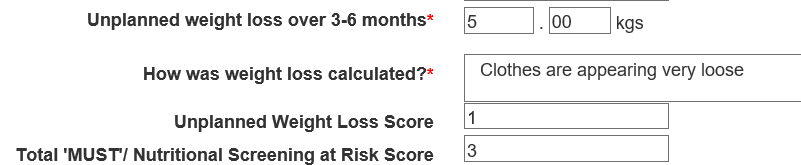 Unplanned weight loss over 3-6 months* 5 . 00 kgs
How was weight loss calculated?* Clothes are appearing very loose
Unplanned Weight Loss Score 1
Total 'MUST'/ Nutritional Screening at Risk Score 3